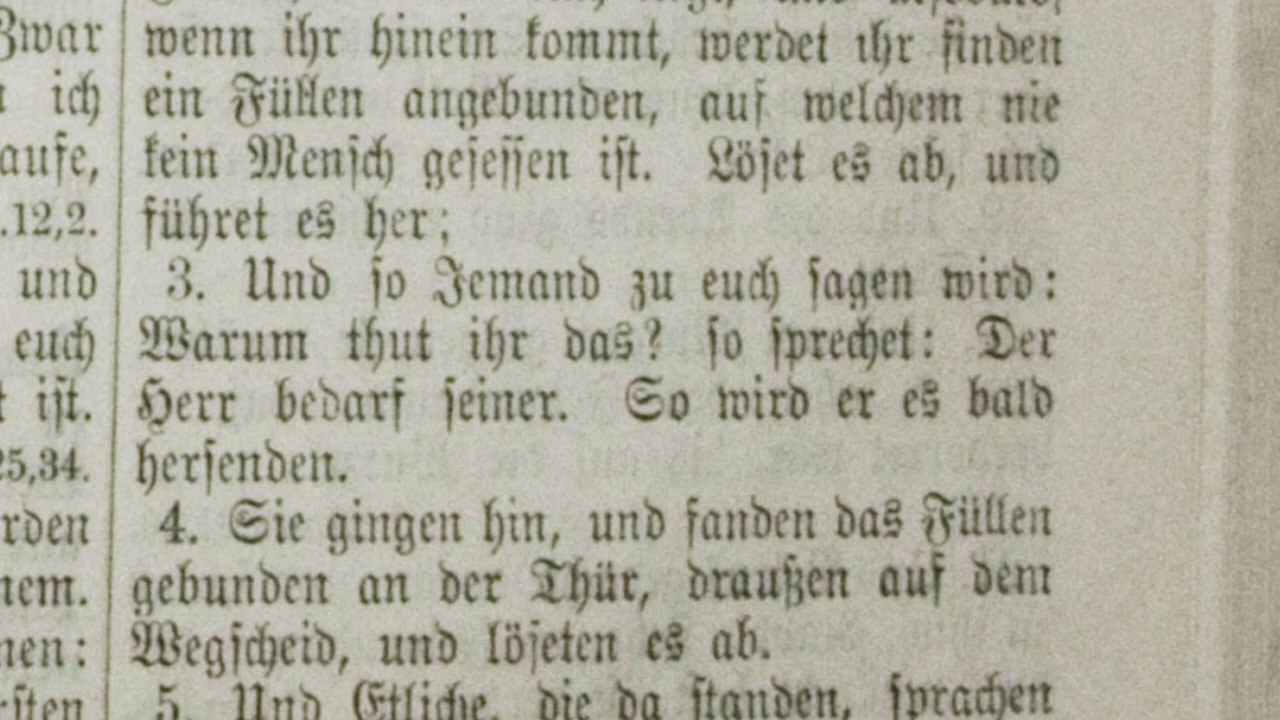 Zwar
ich
aufe,
.12,2.
und
euch
ist.
25,34.
rden
nem.
nen:
rsten
wenn ihr hinein kommt, werdet ihr finden
ein Füllen angebunden, auf welchem nie
kein Mensch gesessen ist. Löset es ab, und
führet es her;
3. Und so Jemand zu euch sagen wird:
Warum thut ihr das? so sprechet: Der
Herr bedarf seiner. So wird er es bald
hersenden.
4. Sie gingen hin, und fanden das Füllen
gebunden an der Thür, draußen auf dem
Wegscheid, und löseten es ab.
5. Und Etliche, die da standen, sprachen